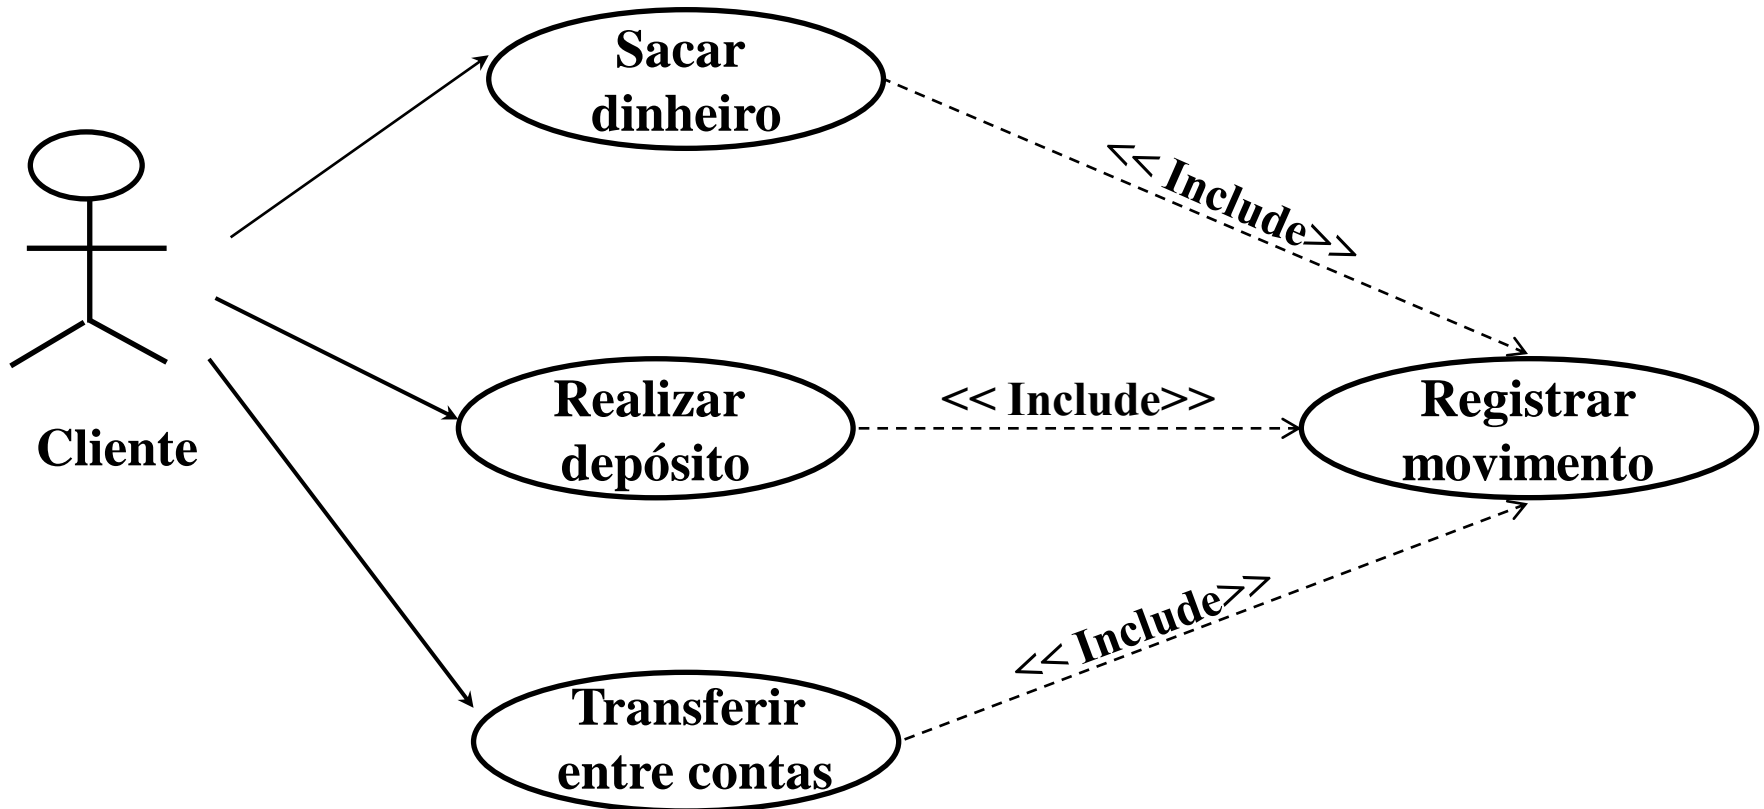 Sacar
dinheiro
<< Include>>
Cliente
Realizar
depósito
<< Include>>
Registrar
movimento
<< Include>>
Transferir
entre contas